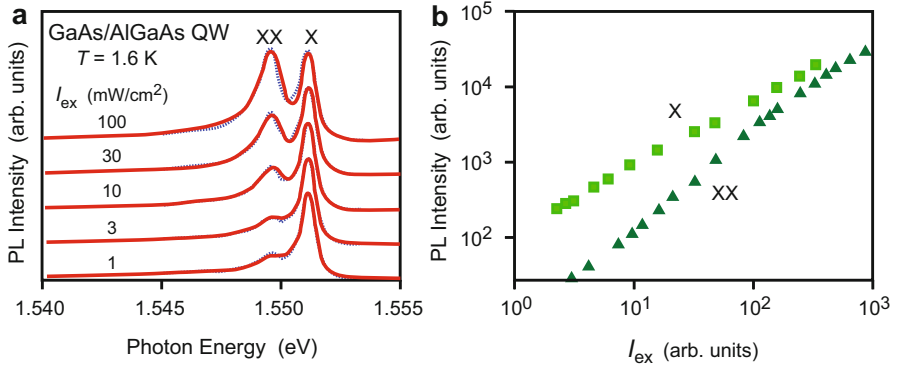 a
GaAs/AlGaAs QW
T = 1.6 K
XX
X
I_ex (mW/cm²)
100
30
10
3
1
PL Intensity (arb. units)
1.540
1.545
1.550
1.555
Photon Energy (eV)
b
10⁵
10⁴
10³
10²
PL Intensity (arb. units)
X
XX
10⁰
10¹
10²
10³
I_ex (arb. units)